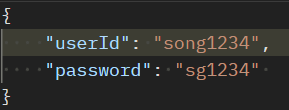 {
    "userId": "song1234",
    "password": "sg1234"
}